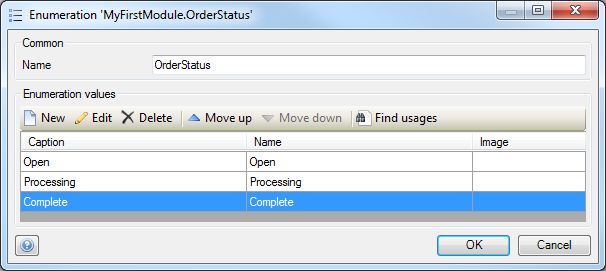 Enumeration 'MyFirstModule.OrderStatus'
Common
Name OrderStatus
Enumeration values
New Edit Delete Move up Move down Find usages
Caption Name Image
Open Open
Processing Processing
Complete Complete
? OK Cancel